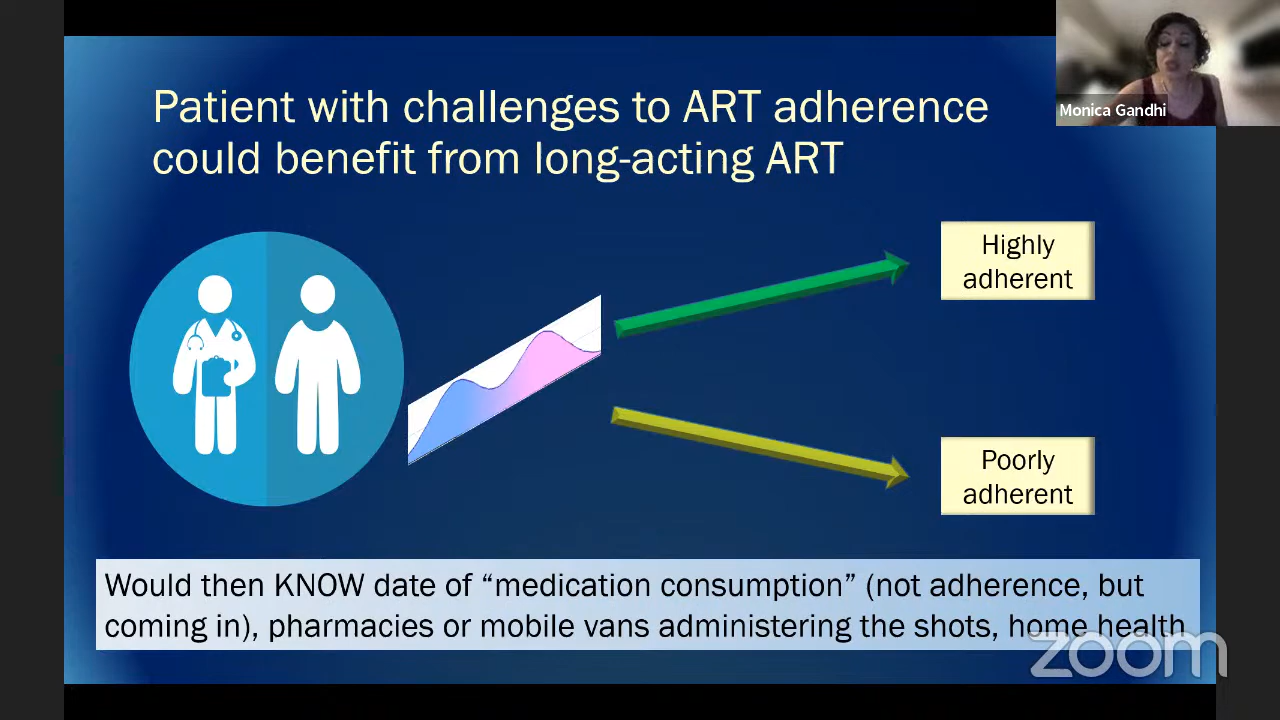 Patient with challenges to ART adherence
could benefit from long-acting ART
Monica Gandhi
Highly
adherent
Poorly
adherent
Would then KNOW date of “medication consumption” (not adherence, but
coming in), pharmacies or mobile vans administering the shots, home health
zoom